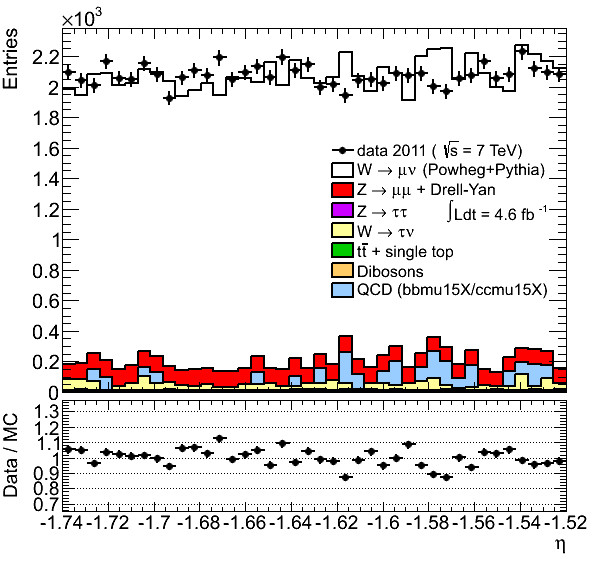 ×10³
Entries
2.2
2
1.8
1.6
1.4
1.2
1
0.8
0.6
0.4
0.2
0
data 2011 ( √s = 7 TeV)
W → μν (Powheg+Pythia)
Z → μμ + Drell-Yan
Z → ττ ∫Ldt = 4.6 fb⁻¹
W → τν
tt̅ + single top
Dibosons
QCD (bbmu15X/ccmu15X)
Data / MC
1.3
1.2
1.1
1
0.9
0.8
0.7
-1.74 -1.72 -1.7 -1.68 -1.66 -1.64 -1.62 -1.6 -1.58 -1.56 -1.54 -1.52
η